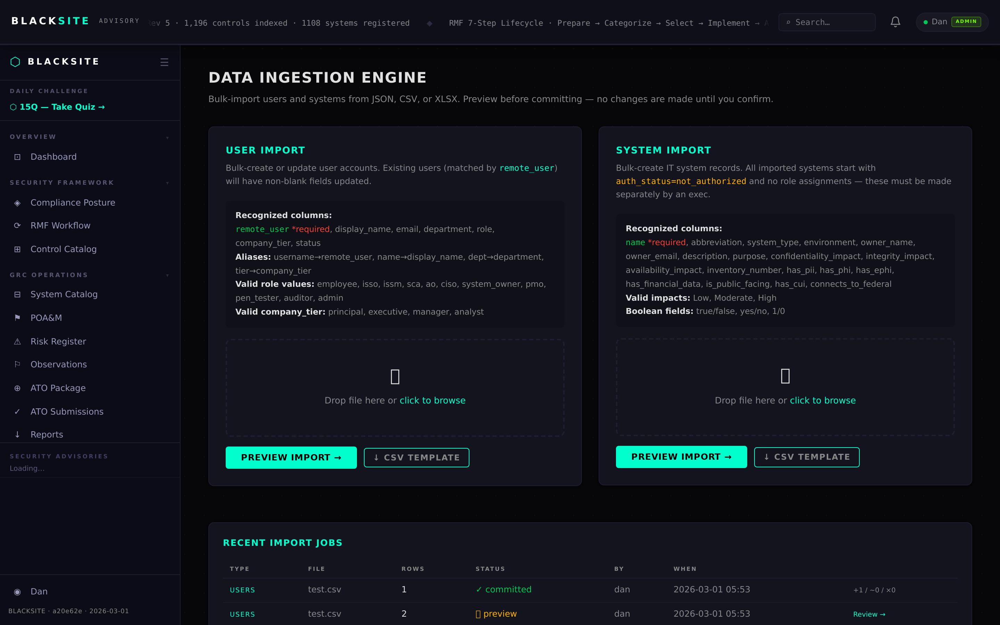 BLACKSITE ADVISORY
Rev 5 · 1,196 controls indexed · 1108 systems registered ◆ RMF 7-Step Lifecycle · Prepare → Categorize → Select → Implement → A
Search…
Dan ADMIN
BLACKSITE
DAILY CHALLENGE
15Q — Take Quiz →
OVERVIEW
Dashboard
SECURITY FRAMEWORK
Compliance Posture
RMF Workflow
Control Catalog
GRC OPERATIONS
System Catalog
POA&M
Risk Register
Observations
ATO Package
ATO Submissions
Reports
SECURITY ADVISORIES
Loading…
Dan
BLACKSITE · a20e62e · 2026-03-01
DATA INGESTION ENGINE
Bulk-import users and systems from JSON, CSV, or XLSX. Preview before committing — no changes are made until you confirm.
USER IMPORT
Bulk-create or update user accounts. Existing users (matched by remote_user)
will have non-blank fields updated.
Recognized columns:
remote_user *required, display_name, email, department, role,
company_tier, status
Aliases: username→remote_user, name→display_name, dept→department,
tier→company_tier
Valid role values: employee, isso, issm, sca, ao, ciso, system_owner, pmo,
pen_tester, auditor, admin
Valid company_tier: principal, executive, manager, analyst
Drop file here or click to browse
PREVIEW IMPORT →
↓ CSV TEMPLATE
SYSTEM IMPORT
Bulk-create IT system records. All imported systems start with
auth_status=not_authorized and no role assignments — these must be made
separately by an exec.
Recognized columns:
name *required, abbreviation, system_type, environment, owner_name,
owner_email, description, purpose, confidentiality_impact, integrity_impact,
availability_impact, inventory_number, has_pii, has_phi, has_ephi,
has_financial_data, is_public_facing, has_cui, connects_to_federal
Valid impacts: Low, Moderate, High
Boolean fields: true/false, yes/no, 1/0
Drop file here or click to browse
PREVIEW IMPORT →
↓ CSV TEMPLATE
RECENT IMPORT JOBS
TYPE FILE ROWS STATUS BY WHEN
USERS test.csv 1 ✓ committed dan 2026-03-01 05:53 +1 / ~0 / ×0
USERS test.csv 2 preview dan 2026-03-01 05:53 Review →